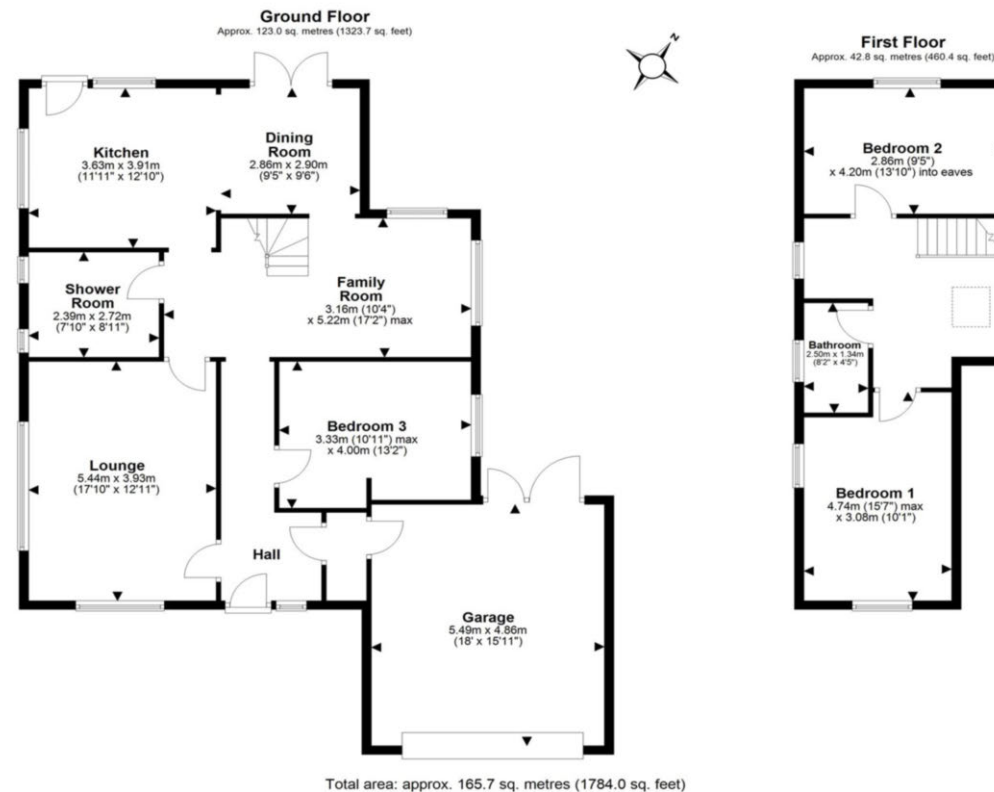 Ground Floor
Approx. 123.0 sq. metres (1323.7 sq. feet)
N
First Floor
Approx. 42.8 sq. metres (460.4 sq. feet)
Kitchen
3.63m x 3.91m
(11'11" x 12'10")
Dining
Room
2.86m x 2.90m
(9'5" x 9'6")
Bedroom 2
2.86m (9'5")
x 4.20m (13'10") into eaves
Shower
Room
2.39m x 2.72m
(7'10" x 8'11")
Family
Room
3.16m (10'4")
x 5.22m (17'2") max
Bathroom
2.50m x 1.34m
(8'2" x 4'5")
Lounge
5.44m x 3.93m
(17'10" x 12'11")
Bedroom 3
3.33m (10'11") max
x 4.00m (13'2")
Bedroom 1
4.74m (15'7") max
x 3.08m (10'1")
Hall
Garage
5.49m x 4.86m
(18' x 15'11")
Total area: approx. 165.7 sq. metres (1784.0 sq. feet)